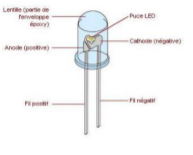 Lentille (partie de
l'enveloppe
époxy)
Puce LED
Anode (positive)
Cathode (négative)
Fil positif
Fil négatif